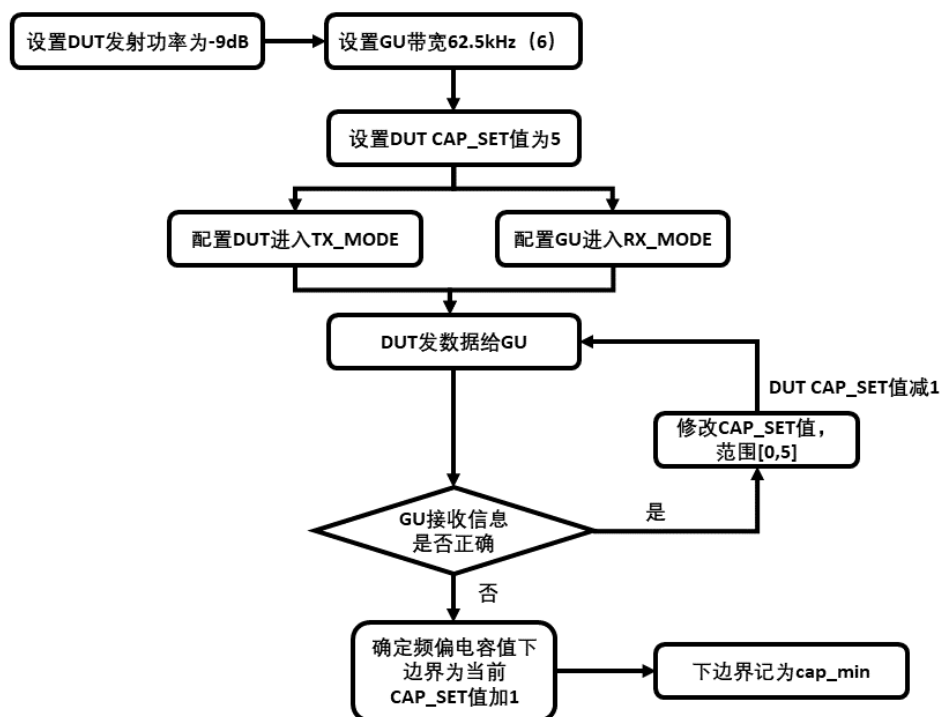 设置DUT发射功率为-9dB
设置GU带宽62.5kHz（6）
设置DUT CAP_SET值为5
配置DUT进入TX_MODE
配置GU进入RX_MODE
DUT发数据给GU
DUT CAP_SET值减1
修改CAP_SET值，
范围[0,5]
GU接收信息
是否正确
是
否
确定频偏电容值下
边界为当前
CAP_SET值加1
下边界记为cap_min